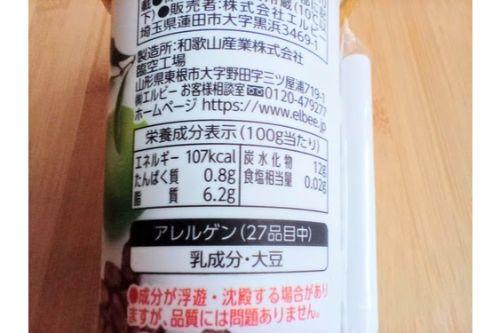 下)●販売者:株式会社エルビー
埼玉県蓮田市大字黒浜3469-1
製造所:和歌山産業株式会社
臨空工場
山形県東根市大字野田字三ツ屋浦719-1
㈱エルビー お客様相談室 0120-479277
ホームページ https://www.elbee.jp
栄養成分表示(100g当たり)
エネルギー 107kcal 炭水化物 12g
たんぱく質 0.8g 食塩相当量 0.02g
脂質 6.2g
アレルゲン(27品目中)
乳成分・大豆
●成分が浮遊・沈殿する場合があり
ますが、品質には問題ありません。